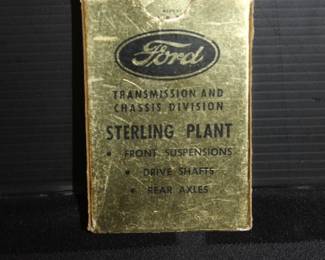 Ford
TRANSMISSION AND
CHASSIS DIVISION
STERLING PLANT
• FRONT SUSPENSIONS
• DRIVE SHAFTS
• REAR AXLES